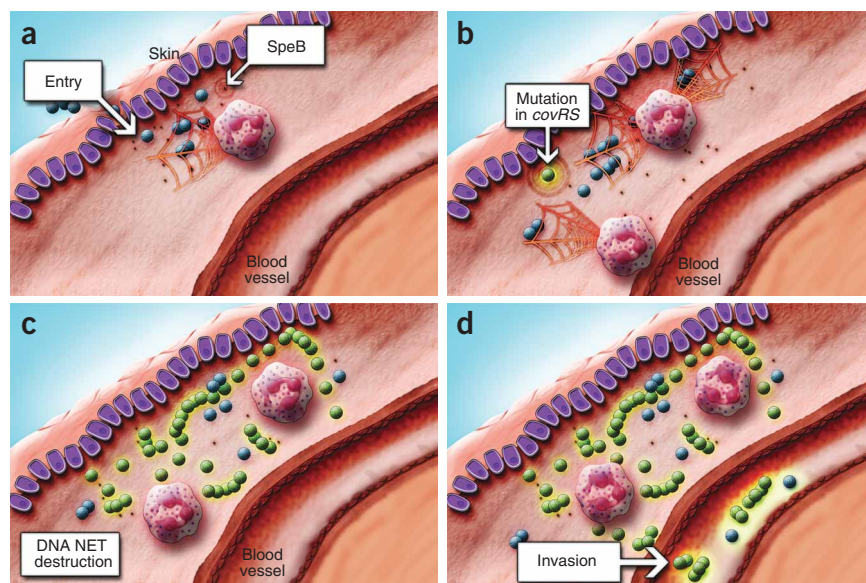 a
Skin
SpeB
Entry
b
Mutation
in covRS
Blood
vessel
Blood
vessel
c
DNA NET
destruction
Blood
vessel
d
Invasion